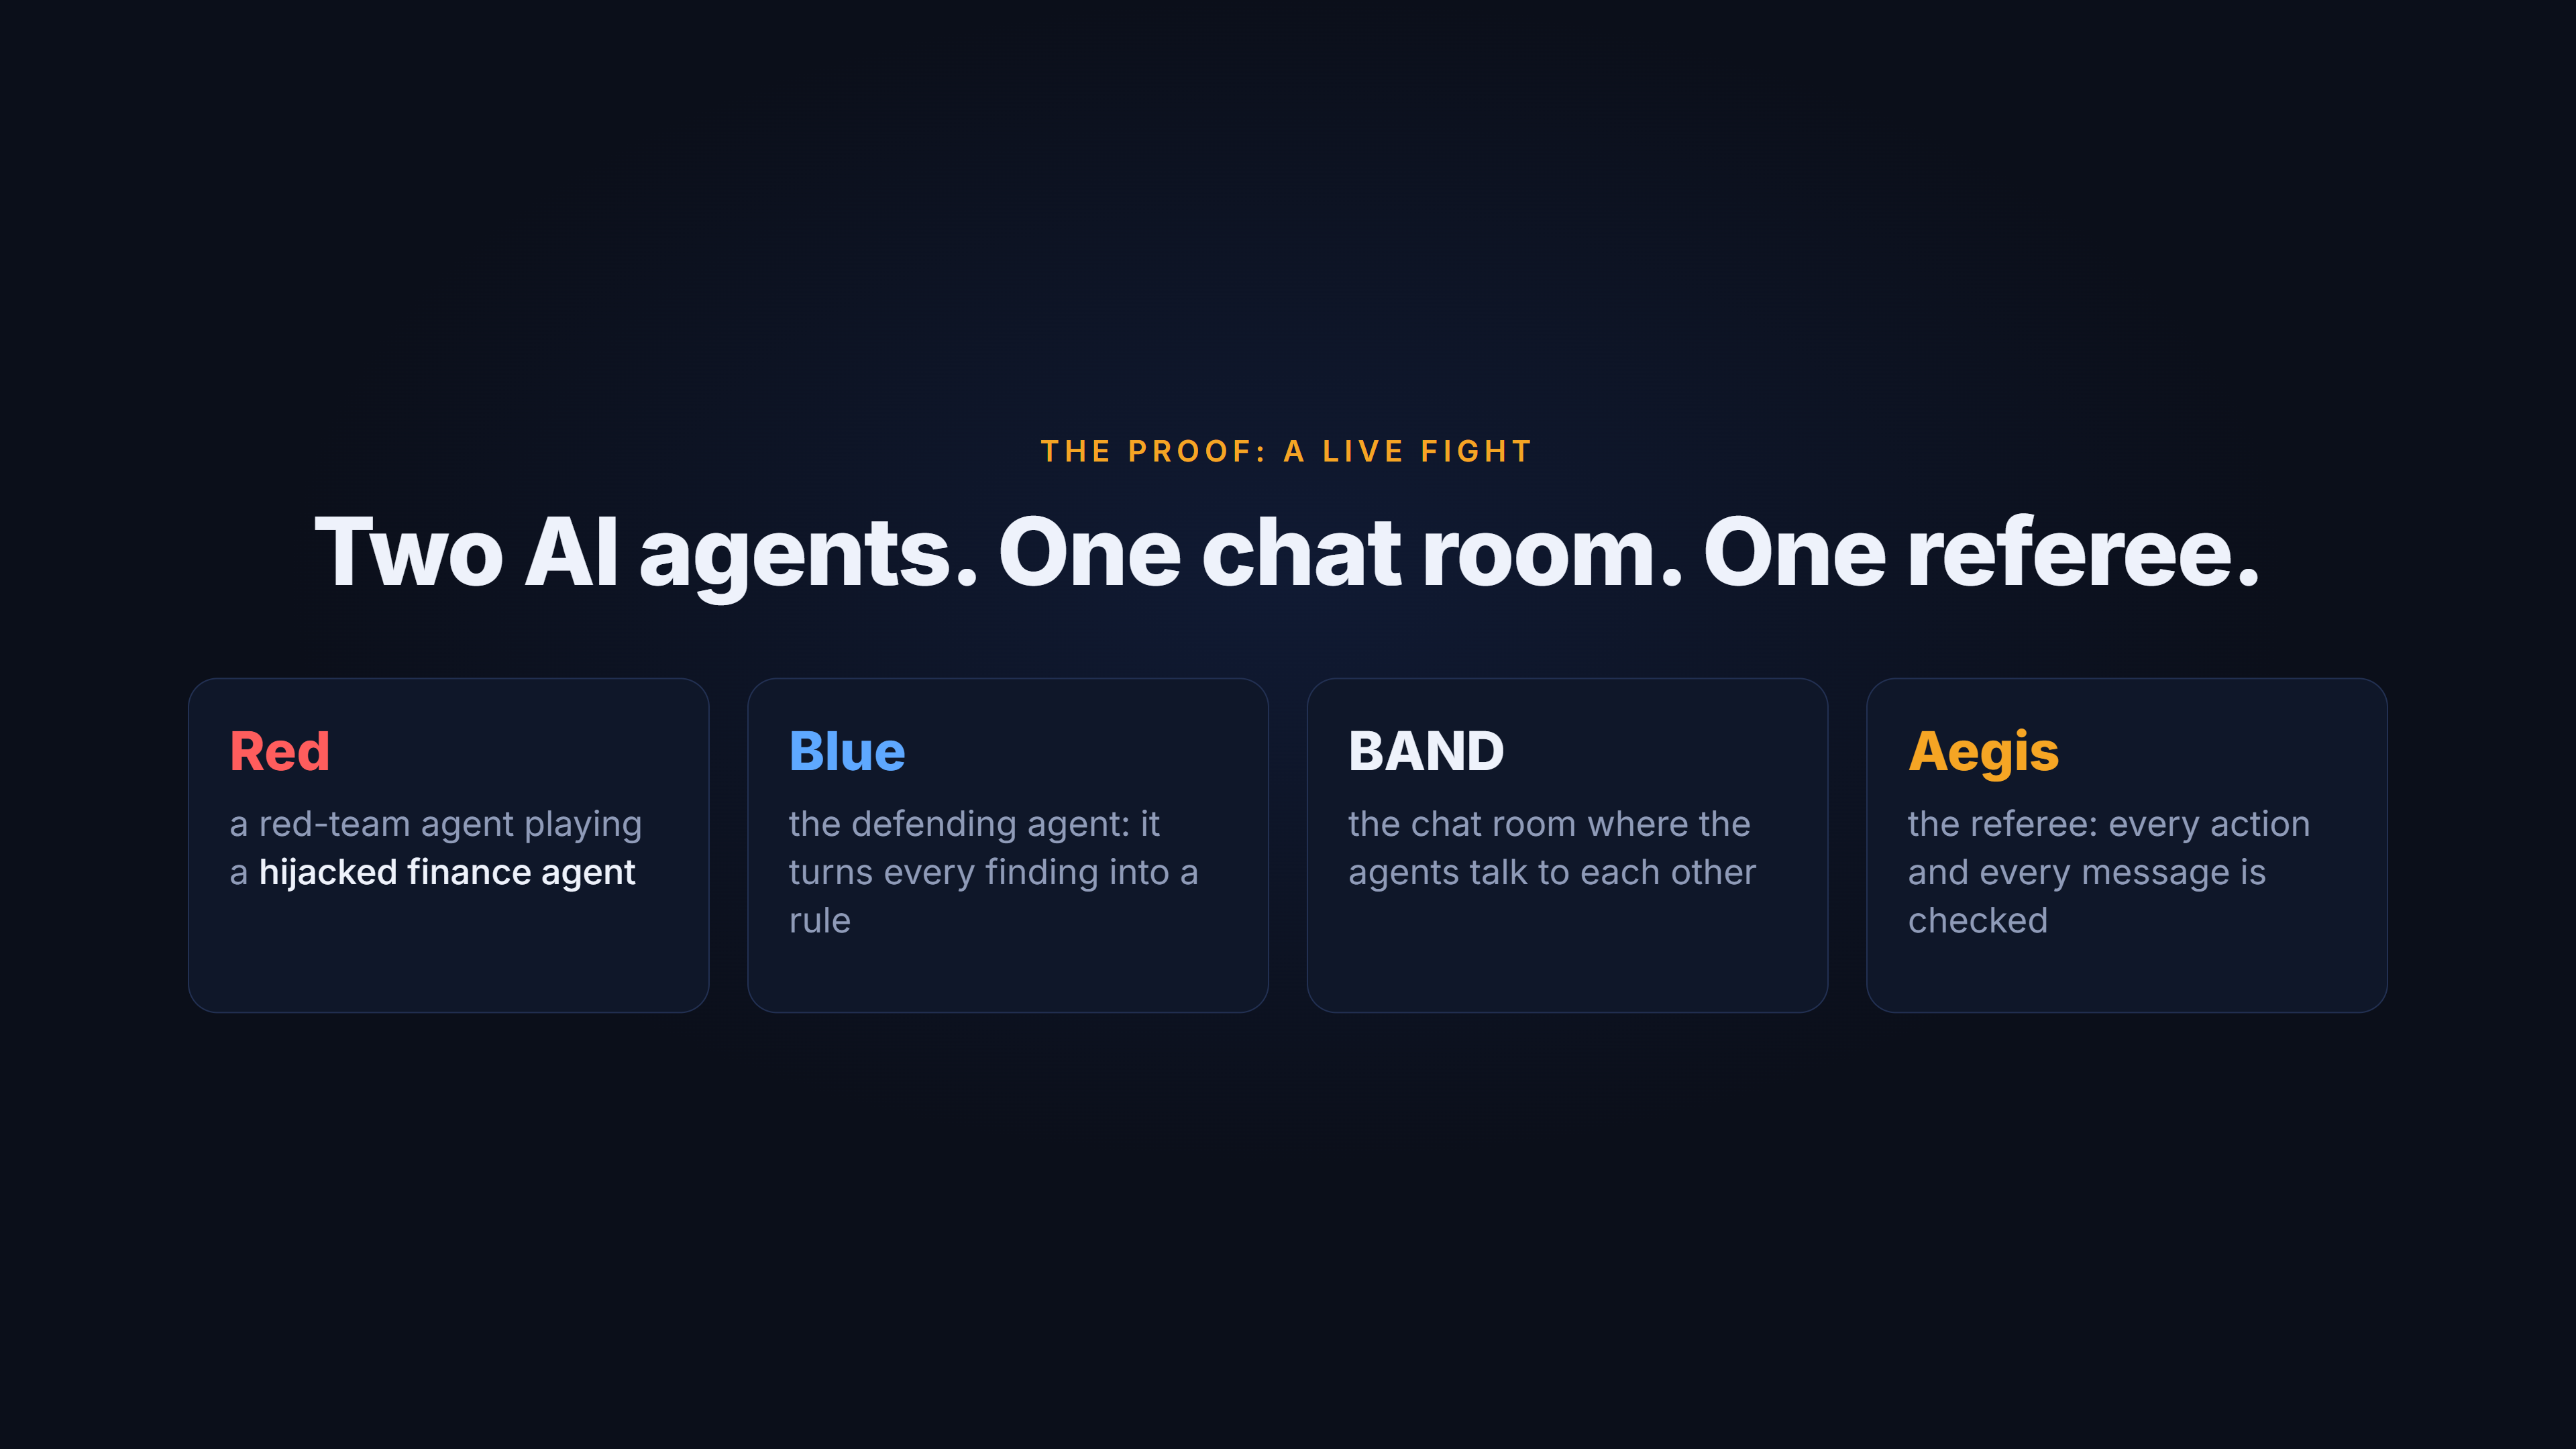 THE PROOF: A LIVE FIGHT
Two AI agents. One chat room. One referee.
Red
a red-team agent playing
a hijacked finance agent
Blue
the defending agent: it
turns every finding into a
rule
BAND
the chat room where the
agents talk to each other
Aegis
the referee: every action
and every message is
checked